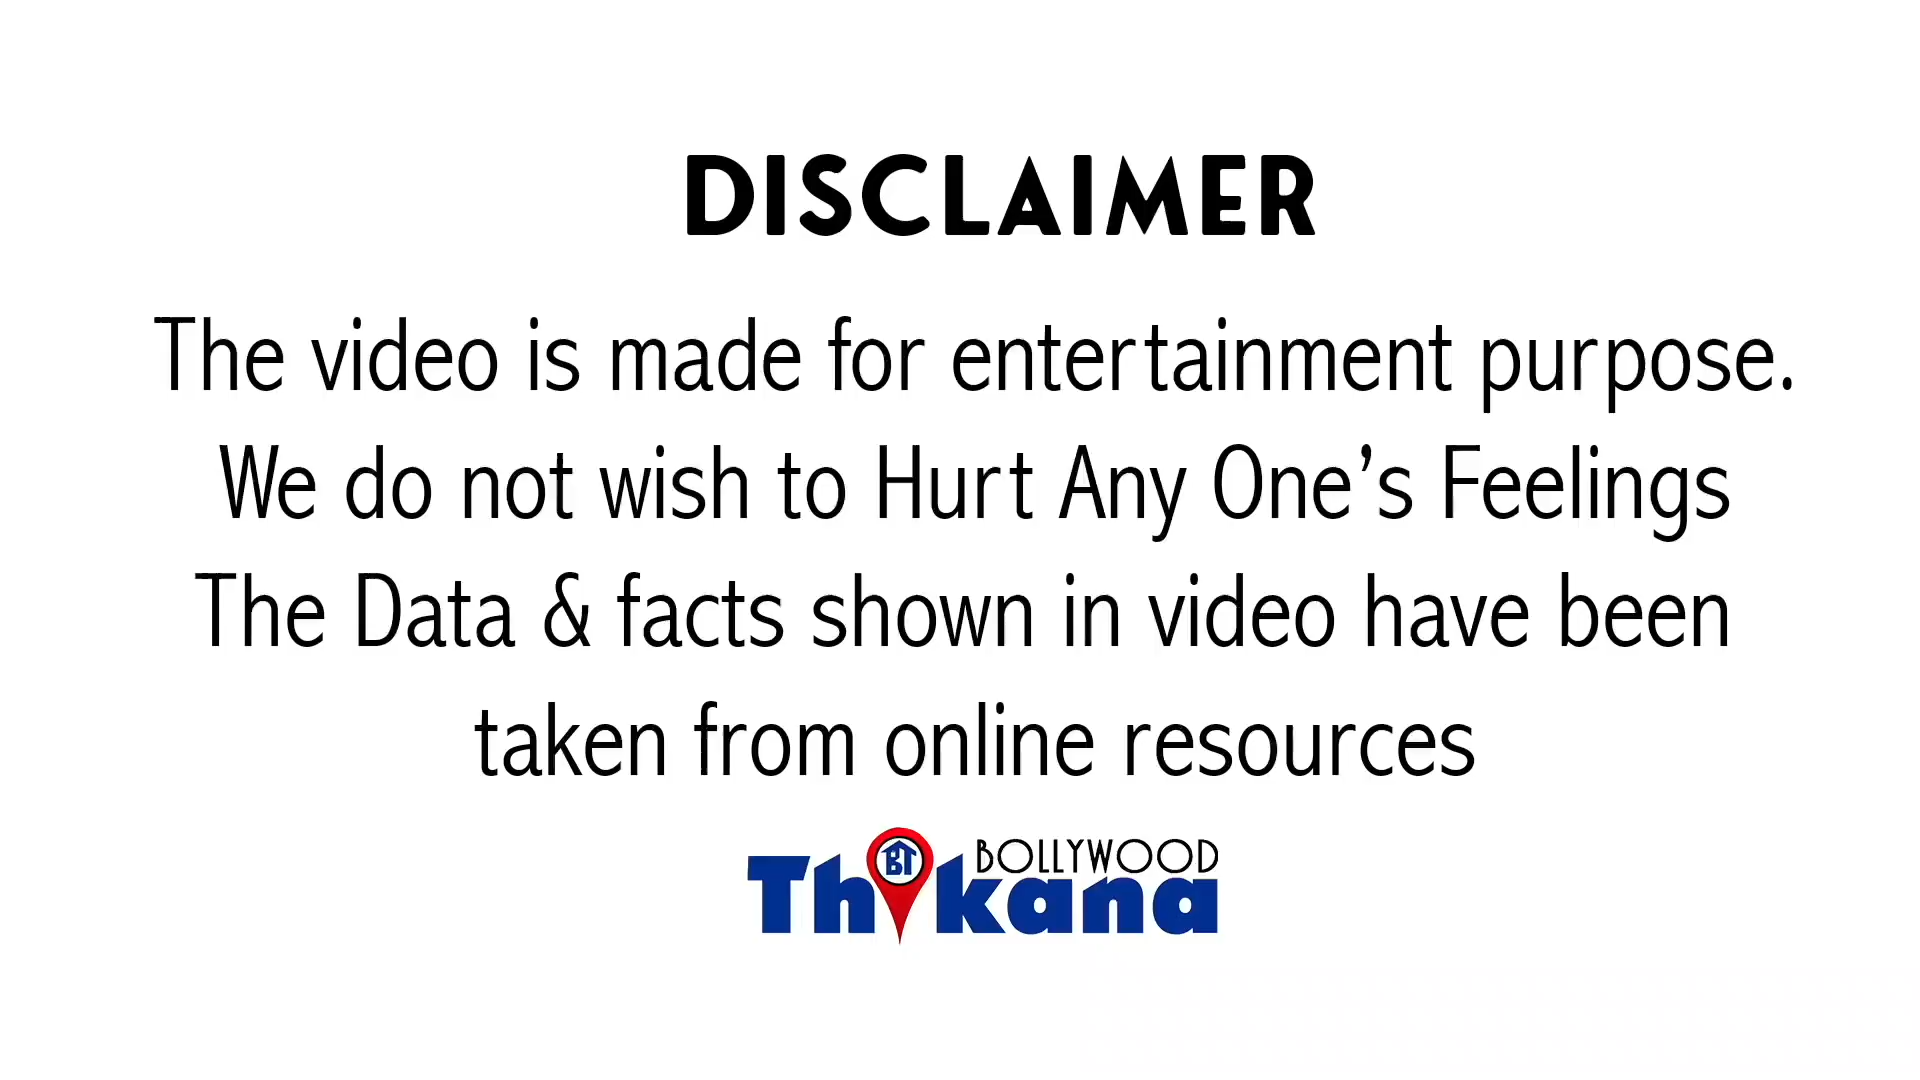 DISCLAIMER
The video is made for entertainment purpose.
We do not wish to Hurt Any One’s Feelings
The Data & facts shown in video have been
taken from online resources
BT
BOLLYWOOD
Thikana